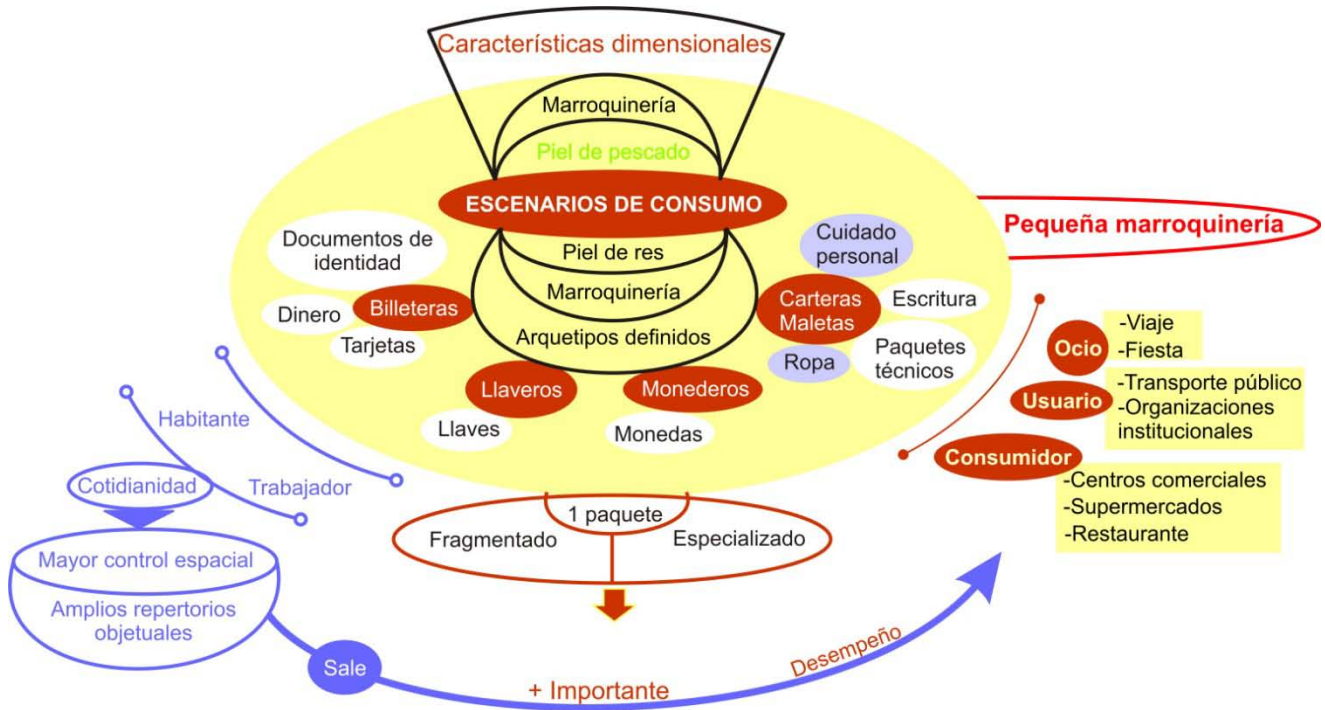 Características dimensionales
Marroquinería
Piel de pescado
ESCENARIOS DE CONSUMO
Pequeña marroquinería
Documentos de
identidad
Dinero
Billeteras
Tarjetas
Piel de res
Marroquinería
Arquetipos definidos
Cuidado
personal
Carteras
Maletas
Escritura
Ropa
Paquetes
técnicos
Llaveros
Llaves
Monederos
Monedas
Ocio
-Viaje
-Fiesta
Usuario
-Transporte público
-Organizaciones
institucionales
Consumidor
-Centros comerciales
-Supermercados
-Restaurante
Habitante
Trabajador
Cotidianidad
Mayor control espacial
Amplios repertorios
objetuales
1 paquete
Fragmentado
Especializado
Sale
+ Importante
Desempeño